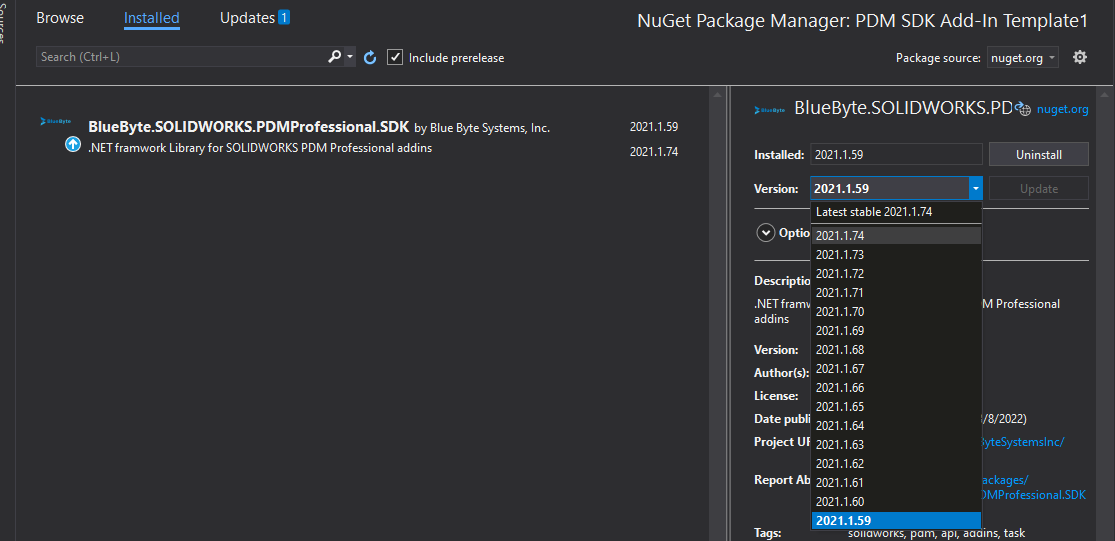 Sources
Browse
Installed
Updates 1
NuGet Package Manager: PDM SDK Add-In Template1
Search (Ctrl+L)
Include prerelease
Package source: nuget.org
BlueByte
BlueByte.SOLIDWORKS.PDMProfessional.SDK by Blue Byte Systems, Inc.
2021.1.59
.NET framwork Library for SOLIDWORKS PDM Professional addins
2021.1.74
BlueByte
BlueByte.SOLIDWORKS.PD
nuget.org
Installed: 2021.1.59
Uninstall
Version: 2021.1.59
Update
Latest stable 2021.1.74
Optio
2021.1.74
2021.1.73
2021.1.72
2021.1.71
2021.1.70
2021.1.69
2021.1.68
2021.1.67
2021.1.66
2021.1.65
2021.1.64
2021.1.63
2021.1.62
2021.1.61
2021.1.60
2021.1.59
Descriptio
.NET framw
M Professional
addins
Version:
Author(s):
License:
Date publi
/8/2022)
Project UR
ByteSystemsInc/
Report Ab
ackages/
DMProfessional.SDK
Tags:
solidworks, pdm, api, addins, task